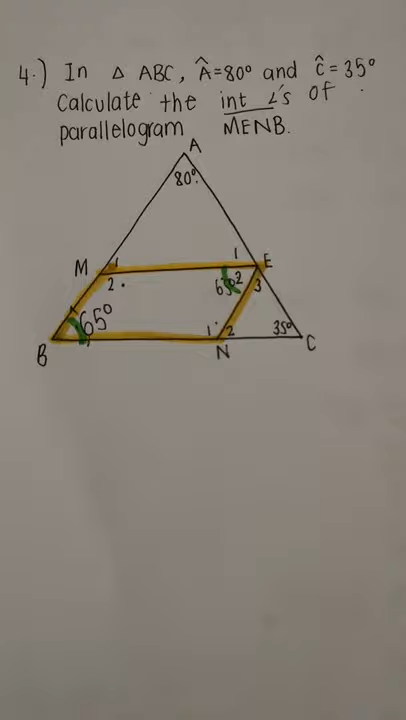 4.) In △ ABC, Â=80° and Ĉ=35°
Calculate the int ∠'s of
parallelogram MENB.
A
80°
M 1 1 E
2 65° 2 3
65°
1 2 35°
B N C